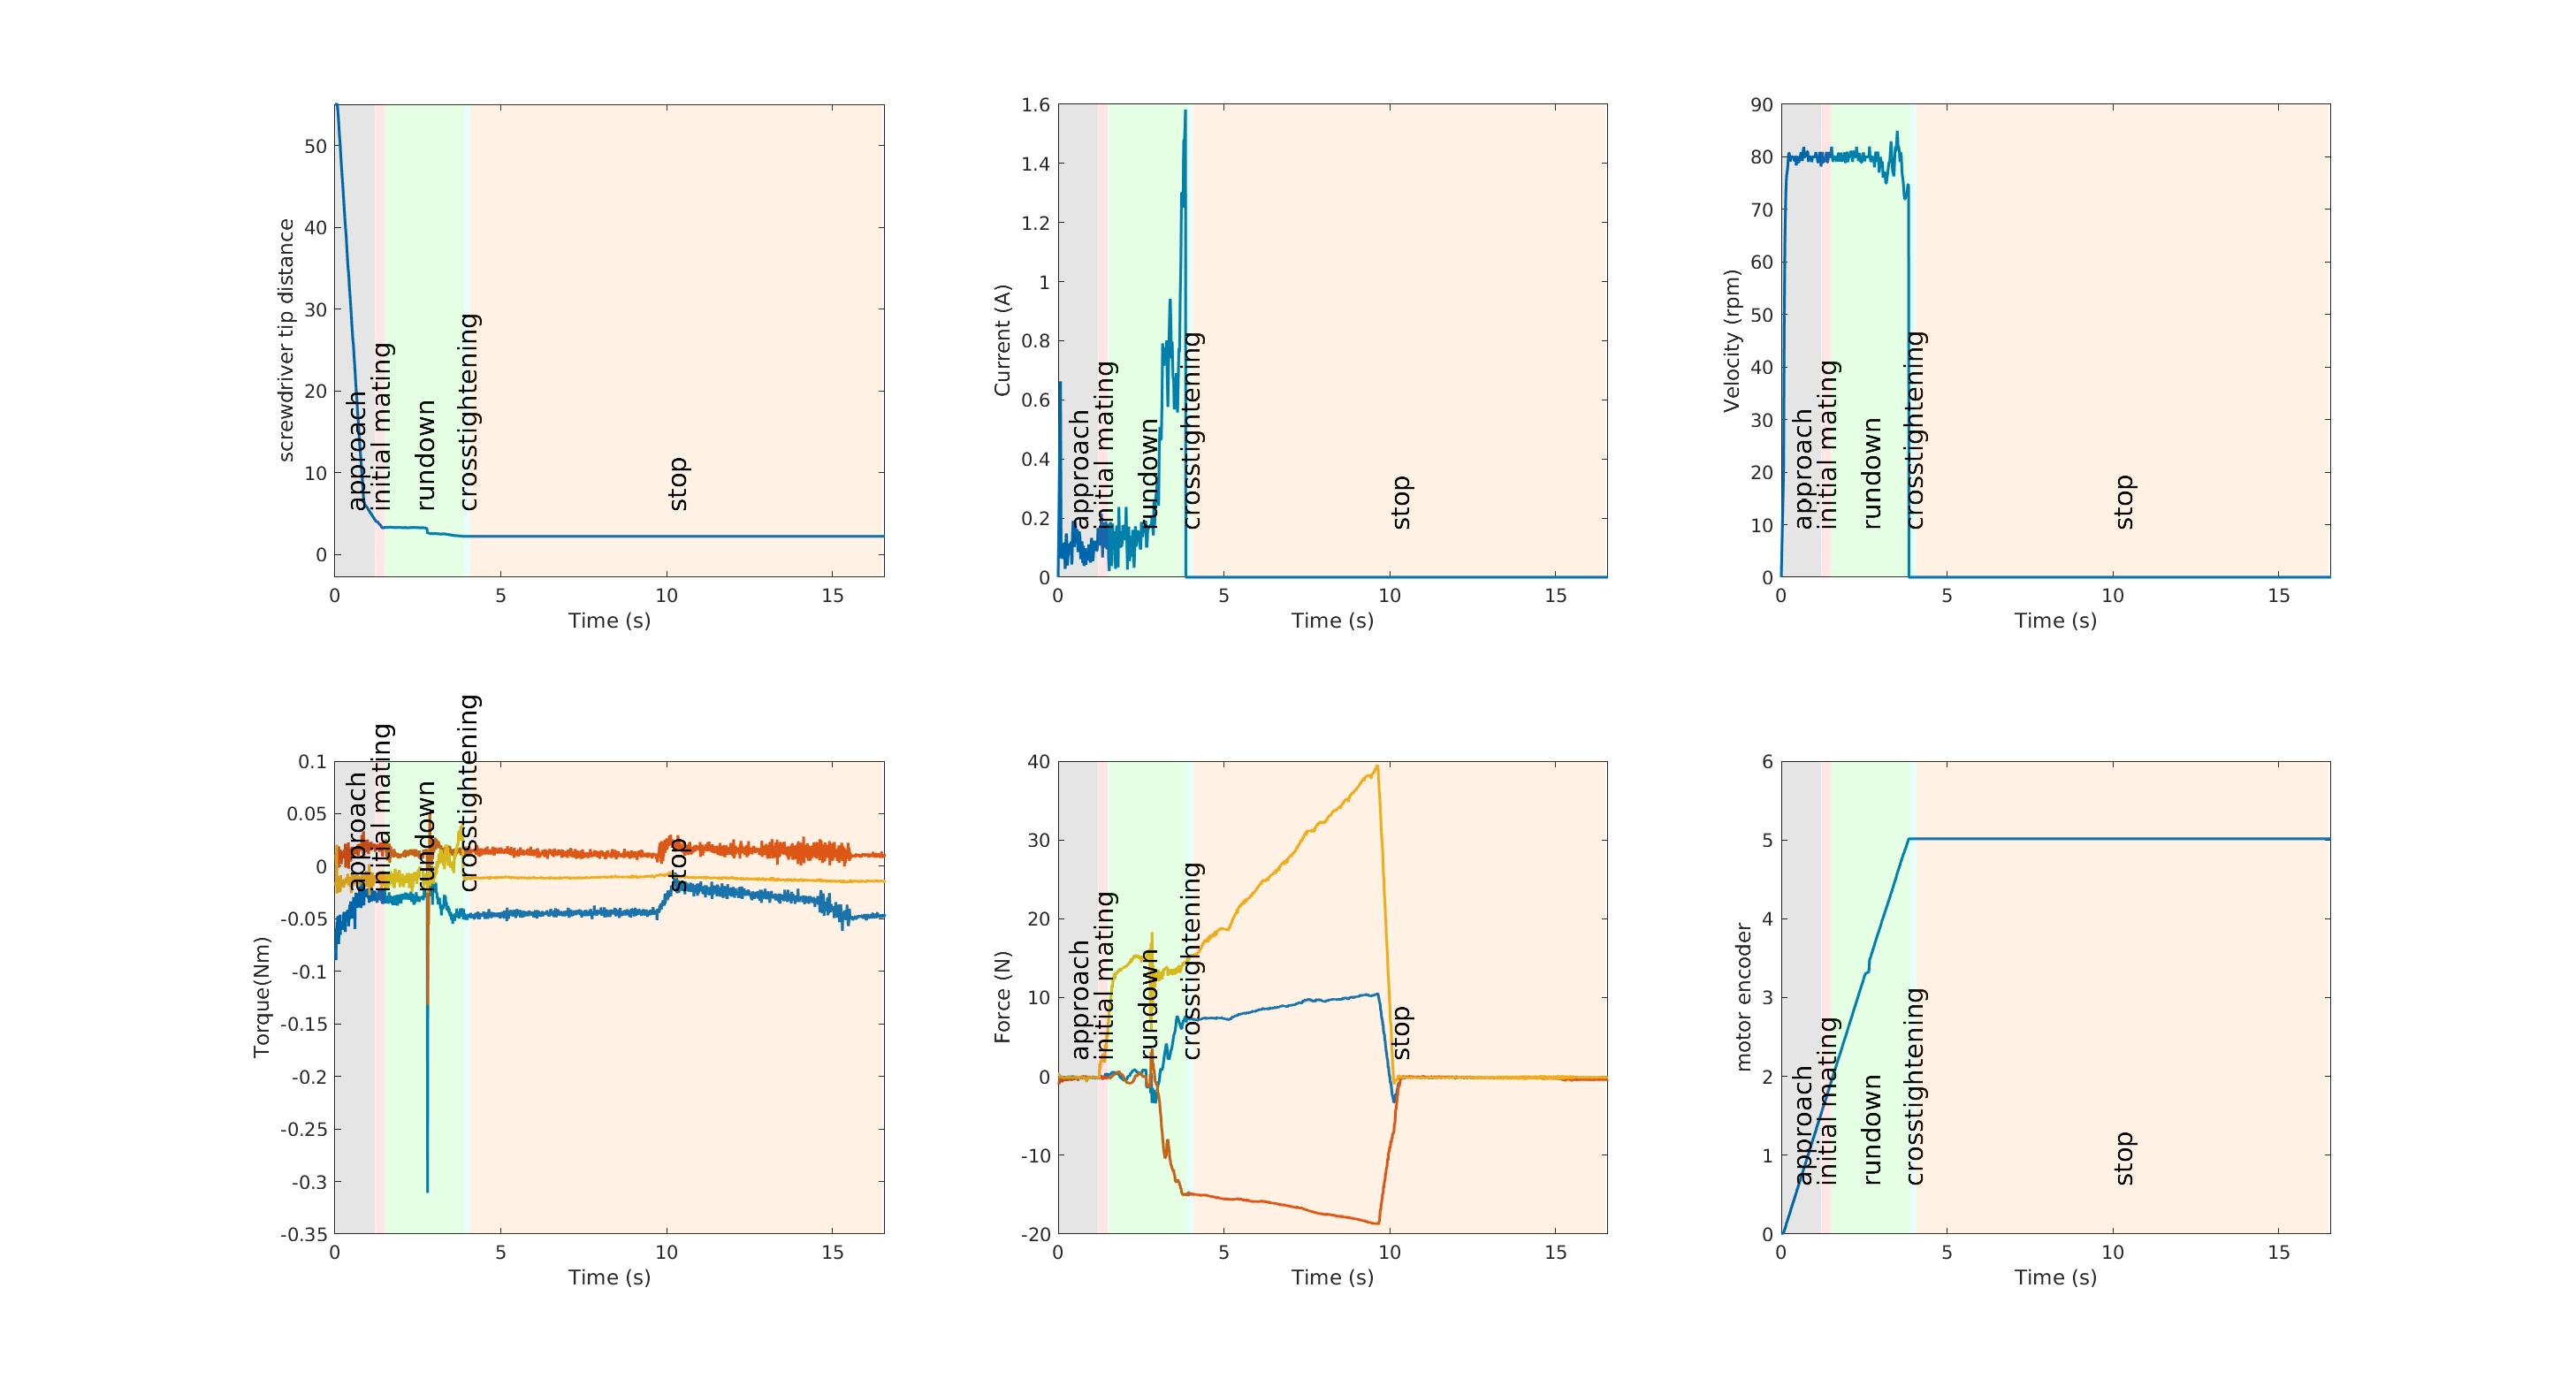 50
40
30
20
10
0
screwdriver tip distance
approach
initial mating
rundown
crosstightening
stop
0 5 10 15
Time (s)
1.6
1.4
1.2
1
0.8
0.6
0.4
0.2
0
Current (A)
approach
initial mating
rundown
crosstightening
stop
0 5 10 15
Time (s)
90
80
70
60
50
40
30
20
10
0
Velocity (rpm)
approach
initial mating
rundown
crosstightening
stop
0 5 10 15
Time (s)
0.1
0.05
0
-0.05
-0.1
-0.15
-0.2
-0.25
-0.3
-0.35
Torque(Nm)
approach
initial mating
rundown
crosstightening
stop
0 5 10 15
Time (s)
40
30
20
10
0
-10
-20
Force (N)
approach
initial mating
rundown
crosstightening
stop
0 5 10 15
Time (s)
6
5
4
3
2
1
0
motor encoder
approach
initial mating
rundown
crosstightening
stop
0 5 10 15
Time (s)